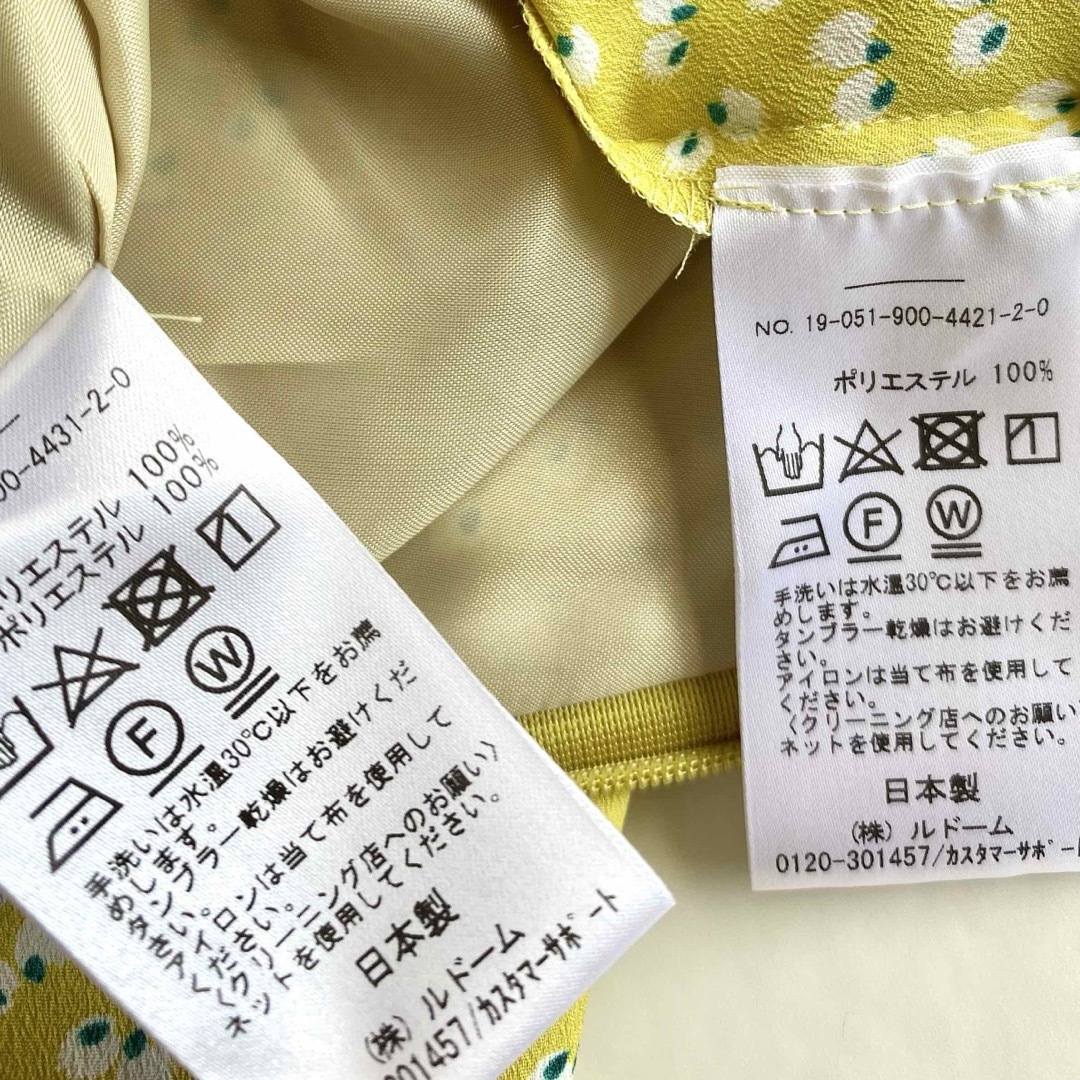 00-4431-2-0
ポリエステル 100%
ポリエステル 100%
F
W
手洗いは水温30℃以下をお薦
めします。
タンブラー乾燥はお避けくだ
さい。
アイロンは当て布を使用して
ください。
〈クリーニング店へのお願い〉
ネットを使用してください。
日本製
(株) ルドーム
301457/カスタマーサポート
NO. 19-051-900-4421-2-0
ポリエステル 100%
1
F
W
手洗いは水温30℃以下をお薦
めします。
タンブラー乾燥はお避けくだ
さい。
アイロンは当て布を使用して
ください。
〈クリーニング店へのお願い
ネットを使用してください。
日本製
(株) ルドーム
0120-301457/カスタマーサポー